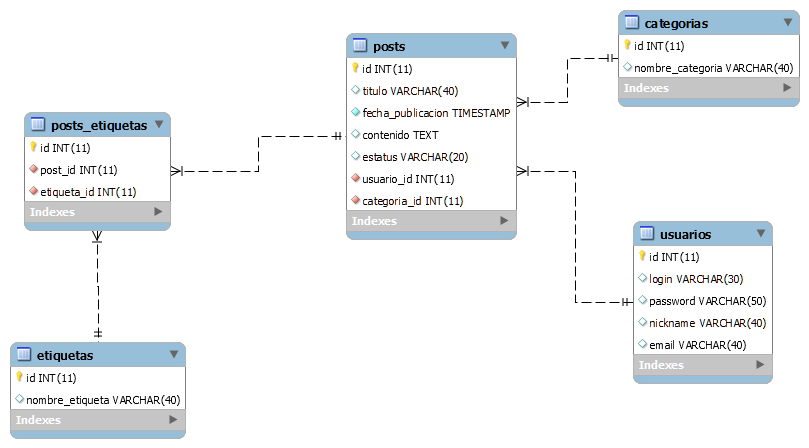 categorias
id INT(11)
nombre_categoria VARCHAR(40)
Indexes
posts
id INT(11)
titulo VARCHAR(40)
fecha_publicacion TIMESTAMP
contenido TEXT
estatus VARCHAR(20)
usuario_id INT(11)
categoria_id INT(11)
Indexes
posts_etiquetas
id INT(11)
post_id INT(11)
etiqueta_id INT(11)
Indexes
usuarios
id INT(11)
login VARCHAR(30)
password VARCHAR(50)
nickname VARCHAR(40)
email VARCHAR(40)
Indexes
etiquetas
id INT(11)
nombre_etiqueta VARCHAR(40)
Indexes